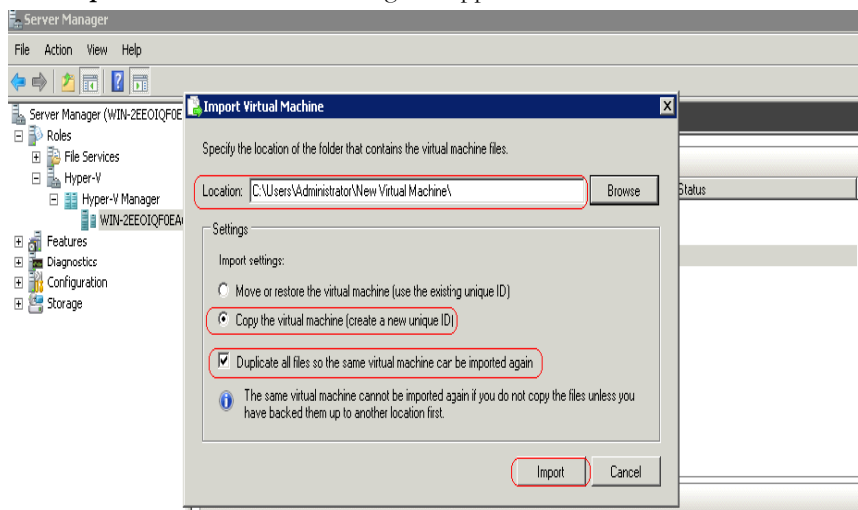 Server Manager
File Action View Help
Server Manager (WIN-2EEOIQF0E
Roles
File Services
Hyper-V
Hyper-V Manager
WIN-2EEOIQF0EA
Features
Diagnostics
Configuration
Storage
Import Virtual Machine
Specify the location of the folder that contains the virtual machine files.
Location: C:\Users\Administrator\New Virtual Machine\ Browse
Settings
Import settings:
Move or restore the virtual machine (use the existing unique ID)
Copy the virtual machine (create a new unique ID)
Duplicate all files so the same virtual machine can be imported again
The same virtual machine cannot be imported again if you do not copy the files unless you
have backed them up to another location first.
Import Cancel
Status